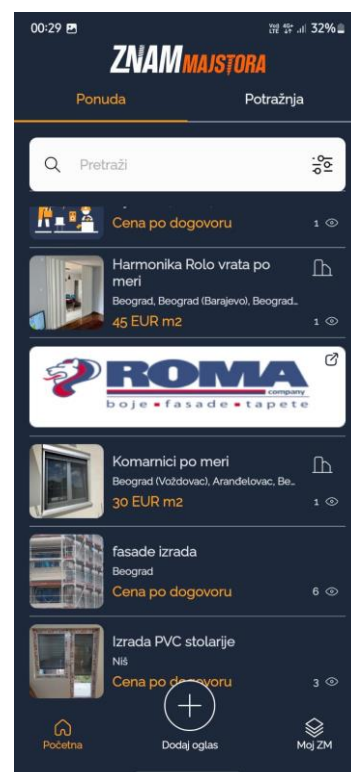 00:29
Vo9 LTE 4G+ 32%
ZNAM MAJSTORA
Ponuda
Potražnja
Pretraži
Cena po dogovoru
1
Harmonika Rolo vrata po
meri
Beograd, Beograd (Barajevo), Beograd...
45 EUR m2
1
ROMA
company
boje fasade tapete
Komarnici po meri
Beograd (Voždovac), Aranđelovac, Be...
30 EUR m2
1
fasade izrada
Beograd
Cena po dogovoru
6
Izrada PVC stolarije
Niš
Cena po dogovoru
3
Početna
Dodaj oglas
Moj ZM